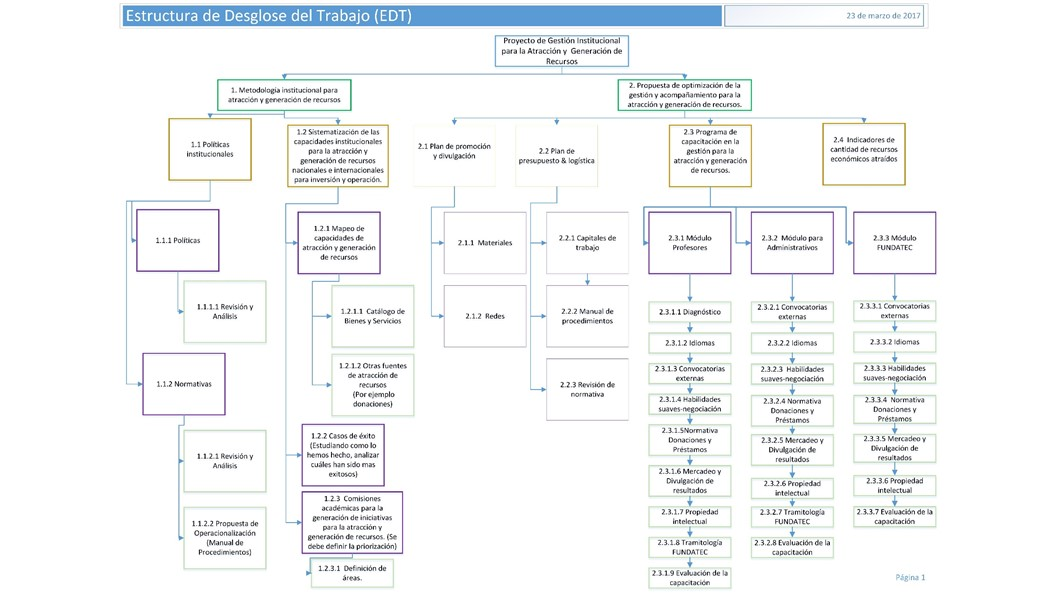 Estructura de Desglose del Trabajo (EDT)
23 de marzo de 2017
Proyecto de Gestión Institucional
para la Atracción y Generación de
Recursos
1. Metodología institucional para
atracción y generación de recursos
2. Propuesta de optimización de la
gestión y acompañamiento para la
atracción y generación de recursos.
1.1 Políticas
institucionales
1.2 Sistematización de las
capacidades institucionales
para la atracción y
generación de recursos
nacionales e internacionales
para inversión y operación.
2.1 Plan de promoción
y divulgación
2.2 Plan de
presupuesto & logística
2.3 Programa de
capacitación en la
gestión para la
atracción y generación
de recursos.
2.4 Indicadores de
cantidad de recursos
económicos atraídos
1.1.1 Políticas
1.1.1.1 Revisión y
Análisis
1.1.2 Normativas
1.1.2.1 Revisión y
Análisis
1.1.2.2 Propuesta de
Operacionalización
(Manual de
Procedimientos)
1.2.1 Mapeo de
capacidades de
atracción y generación
de recursos
1.2.1.1 Catálogo de
Bienes y Servicios
1.2.1.2 Otras fuentes
de atracción de
recursos
(Por ejemplo
donaciones)
1.2.2 Casos de éxito
(Estudiando como lo
hemos hecho, analizar
cuáles han sido mas
exitosos)
1.2.3 Comisiones
académicas para la
generación de iniciativas
para la atracción y
generación de recursos. (Se
debe definir la priorización)
1.2.3.1 Definición de
áreas.
2.1.1 Materiales
2.1.2 Redes
2.2.1 Capitales de
trabajo
2.2.2 Manual de
procedimientos
2.2.3 Revisión de
normativa
2.3.1 Módulo
Profesores
2.3.1.1 Diagnóstico
2.3.1.2 Idiomas
2.3.1.3 Convocatorias
externas
2.3.1.4 Habilidades
suaves-negociación
2.3.1.5Normativa
Donaciones y
Préstamos
2.3.1.6 Mercadeo y
Divulgación de
resultados
2.3.1.7 Propiedad
intelectual
2.3.1.8 Tramitología
FUNDATEC
2.3.1.9 Evaluación de la
capacitación
2.3.2 Módulo para
Administrativos
2.3.2.1 Convocatorias
externas
2.3.2.2 Idiomas
2.3.2.3 Habilidades
suaves-negociación
2.3.2.4 Normativa
Donaciones y
Préstamos
2.3.2.5 Mercadeo y
Divulgación de
resultados
2.3.2.6 Propiedad
intelectual
2.3.2.7 Tramitología
FUNDATEC
2.3.2.8 Evaluación de la
capacitación
2.3.3 Módulo
FUNDATEC
2.3.3.1 Convocatorias
externas
2.3.3.2 Idiomas
2.3.3.3 Habilidades
suaves-negociación
2.3.3.4 Normativa
Donaciones y
Préstamos
2.3.3.5 Mercadeo y
Divulgación de
resultados
2.3.3.6 Propiedad
intelectual
2.3.3.7 Evaluación de la
capacitación
Página 1